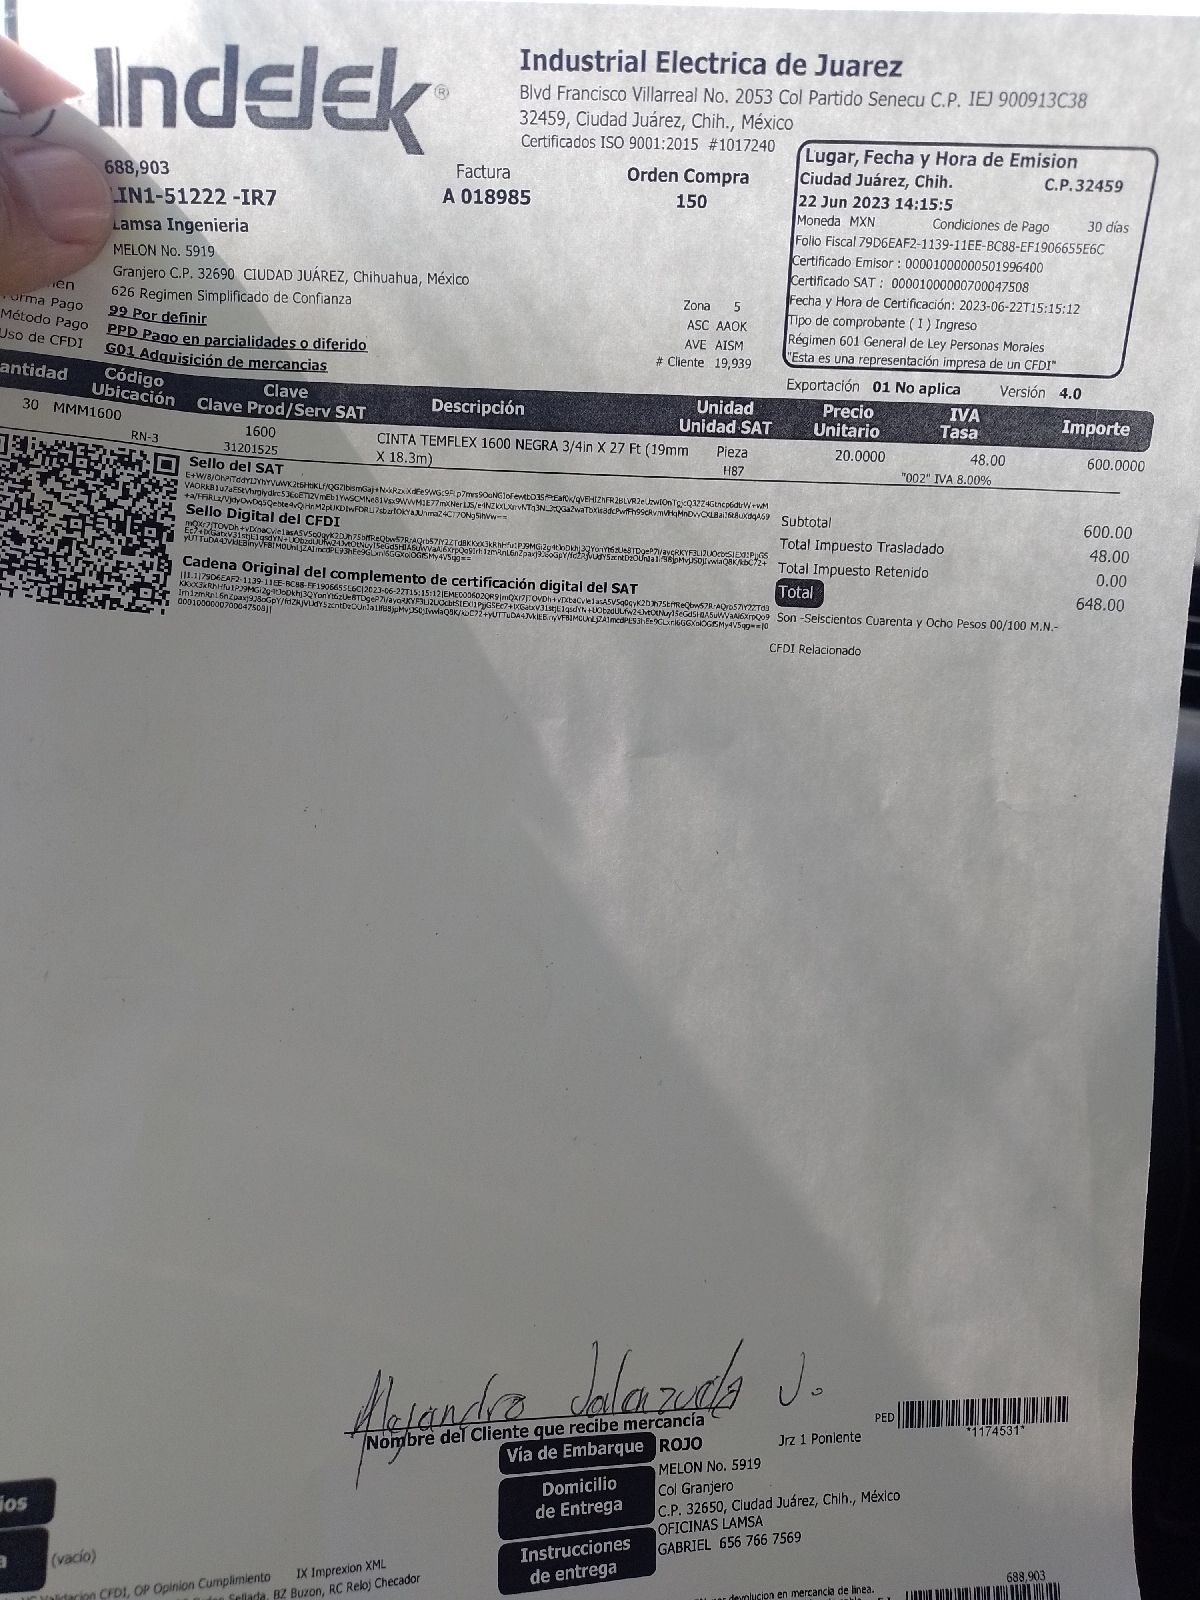 Indelek®
Industrial Electrica de Juarez
Blvd Francisco Villarreal No. 2053 Col Partido Senecu C.P. IEJ 900913C38
32459, Ciudad Juárez, Chih., México
Certificados ISO 9001:2015 #1017240
688,903
LIN1-51222 -IR7
Factura
A 018985
Orden Compra
150
Lamsa Ingenieria
MELON No. 5919
Granjero C.P. 32690 CIUDAD JUÁREZ, Chihuahua, México
626 Regimen Simplificado de Confianza
Forma Pago 99 Por definir
Método Pago PPD Pago en parcialidades o diferido
Uso de CFDI G01 Adquisición de mercancias
Zona 5
ASC AAOK
AVE AISM
# Cliente 19,939
Lugar, Fecha y Hora de Emision
Ciudad Juárez, Chih. C.P.32459
22 Jun 2023 14:15:5
Moneda MXN Condiciones de Pago 30 días
Folio Fiscal 79D6EAF2-1139-11EE-BC88-EF1906655E6C
Certificado Emisor : 00001000000501996400
Certificado SAT : 00001000000700047508
Fecha y Hora de Certificación: 2023-06-22T15:15:12
Tipo de comprobante ( I ) Ingreso
Régimen 601 General de Ley Personas Morales
"Esta es una representación impresa de un CFDI"
Exportación 01 No aplica Versión 4.0
antidad Código Ubicación Clave Clave Prod/Serv SAT Descripción Unidad Unidad SAT Precio Unitario IVA Tasa Importe
30 MMM1600 1600 CINTA TEMFLEX 1600 NEGRA 3/4in X 27 Ft (19mm Pieza 20.0000 48.00 600.0000
RN-3 31201525 X 18.3m) H87 "002" IVA 8.00%
Sello del SAT
Sello Digital del CFDI
Cadena Original del complemento de certificación digital del SAT
00001000000700047508||
Subtotal 600.00
Total Impuesto Trasladado 48.00
Total Impuesto Retenido 0.00
Total 648.00
Son -Seiscientos Cuarenta y Ocho Pesos 00/100 M.N.-
CFDI Relacionado
Alejandro J.
Nombre del Cliente que recibe mercancía
PED *1174531*
Vía de Embarque ROJO Jrz 1 Poniente
Domicilio de Entrega
MELON No. 5919
Col Granjero
C.P. 32650, Ciudad Juárez, Chih., México
Instrucciones de entrega
OFICINAS LAMSA
GABRIEL 656 766 7569
ios
a (vacío)
IX Imprexion XML
Validacion CFDI, OP Opinion Cumplimiento
Sellada, BZ Buzon, RC Reloj Checador
688,903
devolucion en mercancia de linea.